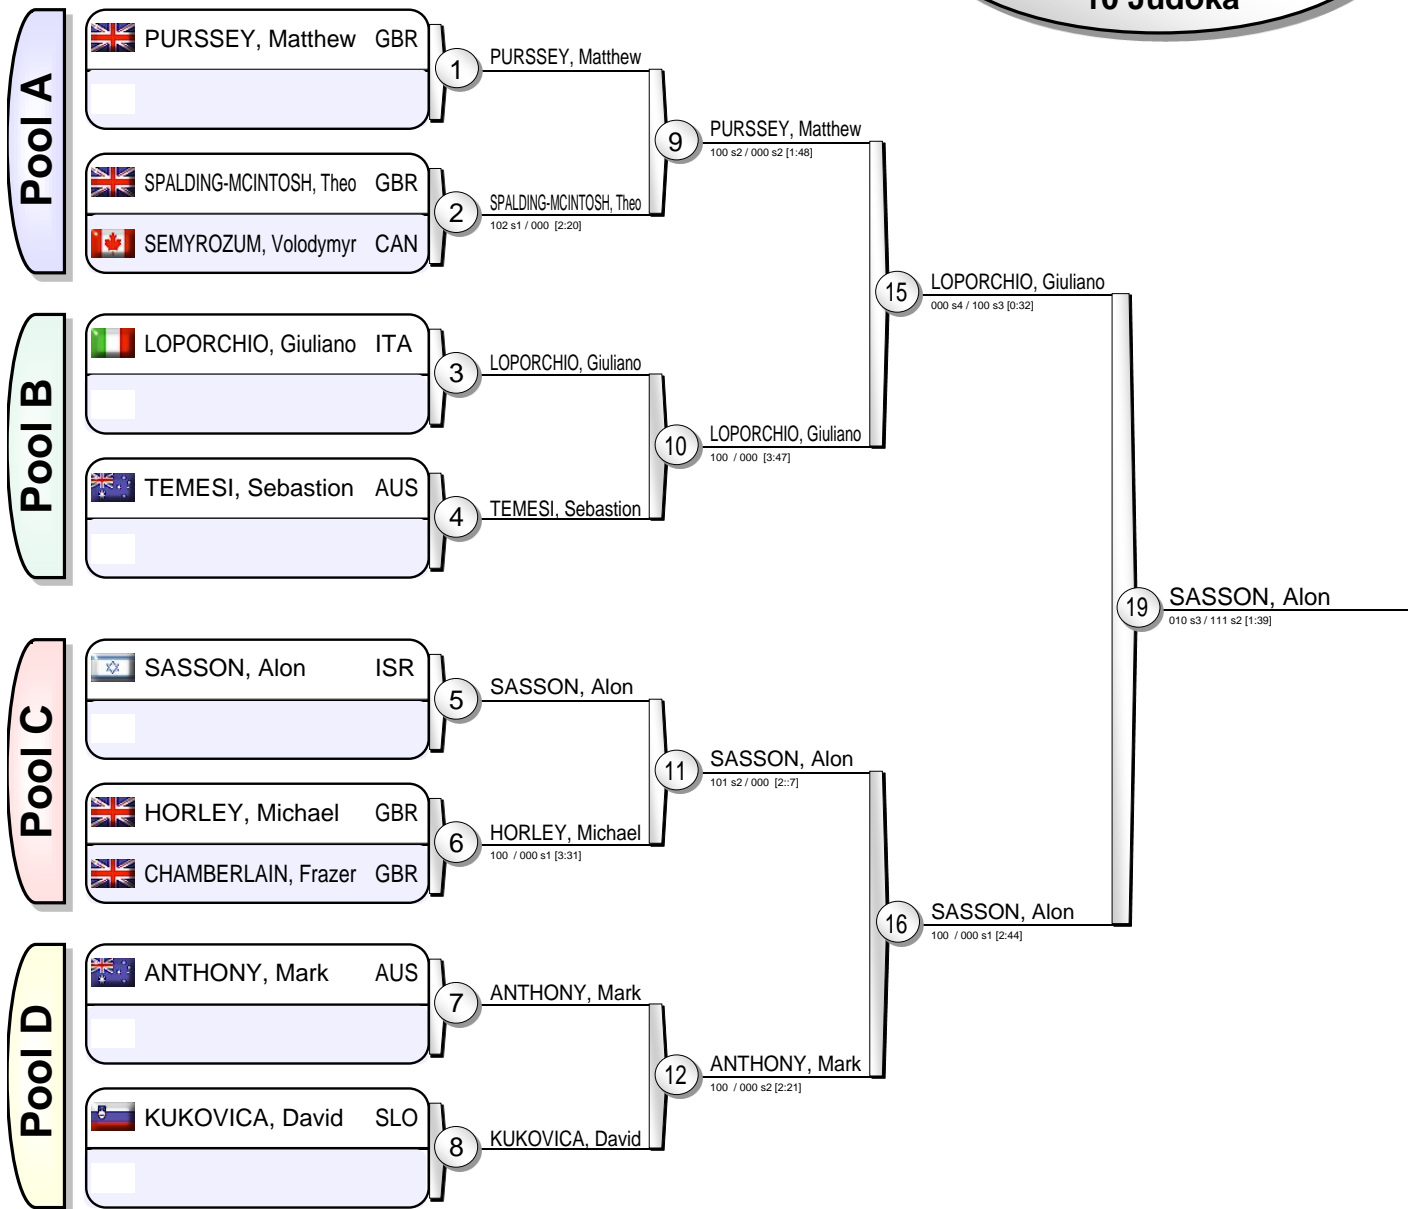 10 Judoka
Pool A
PURSSEY, Matthew GBR
SPALDING-MCINTOSH, Theo GBR
SEMYROZUM, Volodymyr CAN
1
PURSSEY, Matthew
2
SPALDING-MCINTOSH, Theo
102 s1 / 000 [2:20]
9
PURSSEY, Matthew
100 s2 / 000 s2 [1:48]
Pool B
LOPORCHIO, Giuliano ITA
TEMESI, Sebastion AUS
3
LOPORCHIO, Giuliano
4
TEMESI, Sebastion
10
LOPORCHIO, Giuliano
100 / 000 [3:47]
15
LOPORCHIO, Giuliano
000 s4 / 100 s3 [0:32]
Pool C
SASSON, Alon ISR
HORLEY, Michael GBR
CHAMBERLAIN, Frazer GBR
5
SASSON, Alon
6
HORLEY, Michael
100 / 000 s1 [3:31]
11
SASSON, Alon
101 s2 / 000 [2::7]
Pool D
ANTHONY, Mark AUS
KUKOVICA, David SLO
7
ANTHONY, Mark
8
KUKOVICA, David
12
ANTHONY, Mark
100 / 000 s2 [2:21]
16
SASSON, Alon
100 / 000 s1 [2:44]
19
SASSON, Alon
010 s3 / 111 s2 [1:39]